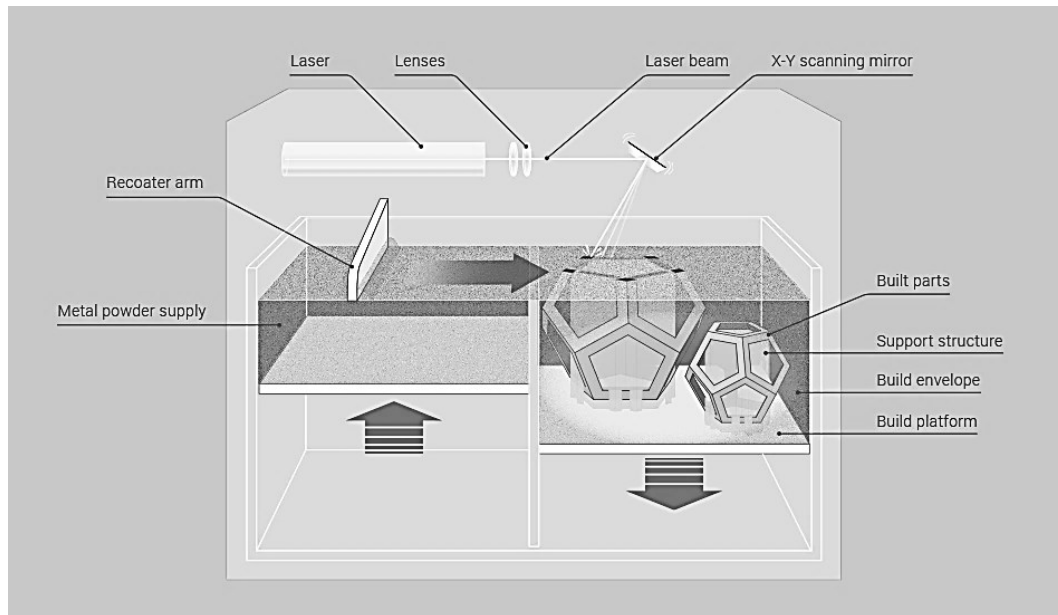 Laser
Lenses
Laser beam
X-Y scanning mirror
Recoater arm
Metal powder supply
Built parts
Support structure
Build envelope
Build platform